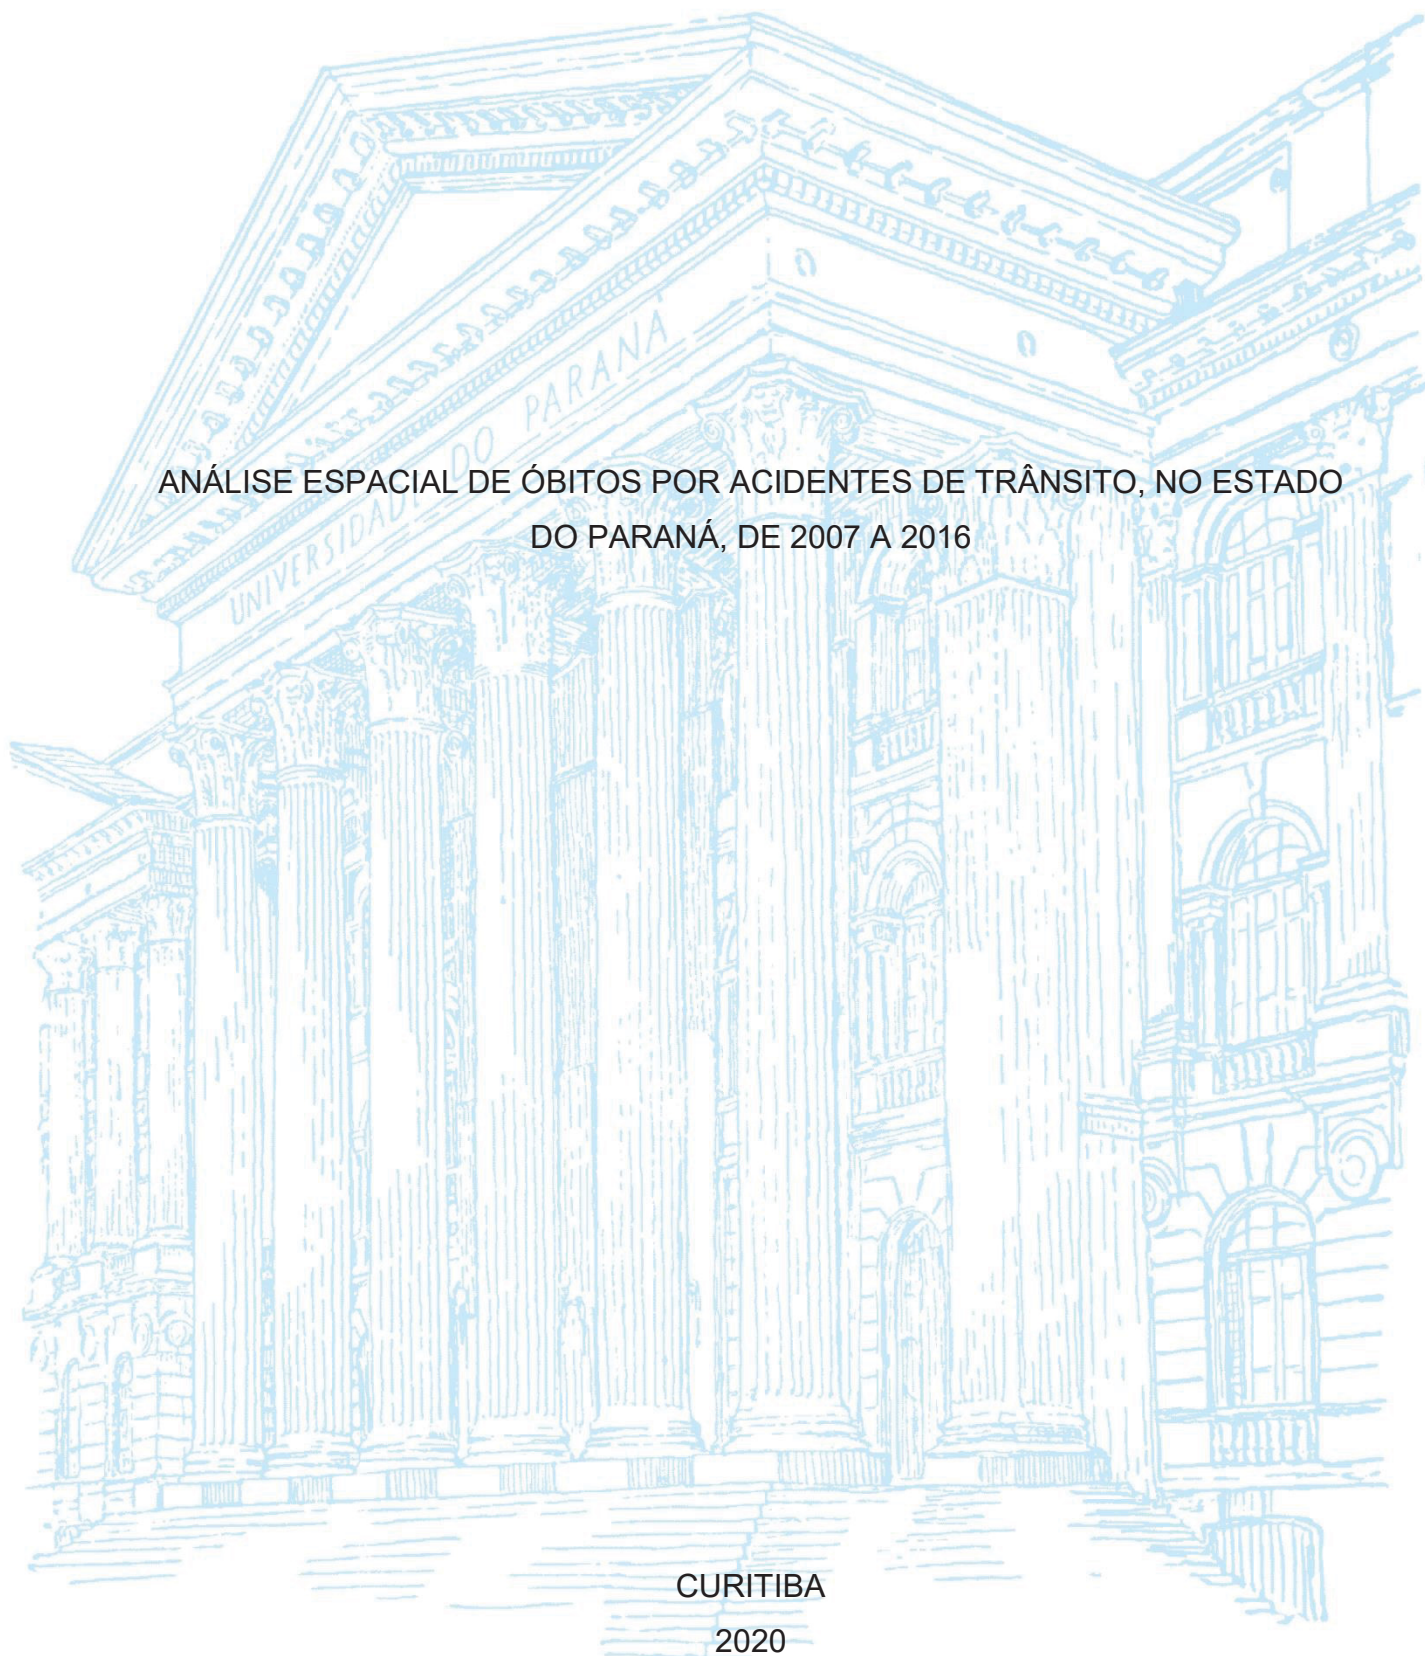 UNIVERSIDADE DO PARANÁ
ANÁLISE ESPACIAL DE ÓBITOS POR ACIDENTES DE TRÂNSITO, NO ESTADO
DO PARANÁ, DE 2007 A 2016
CURITIBA
2020